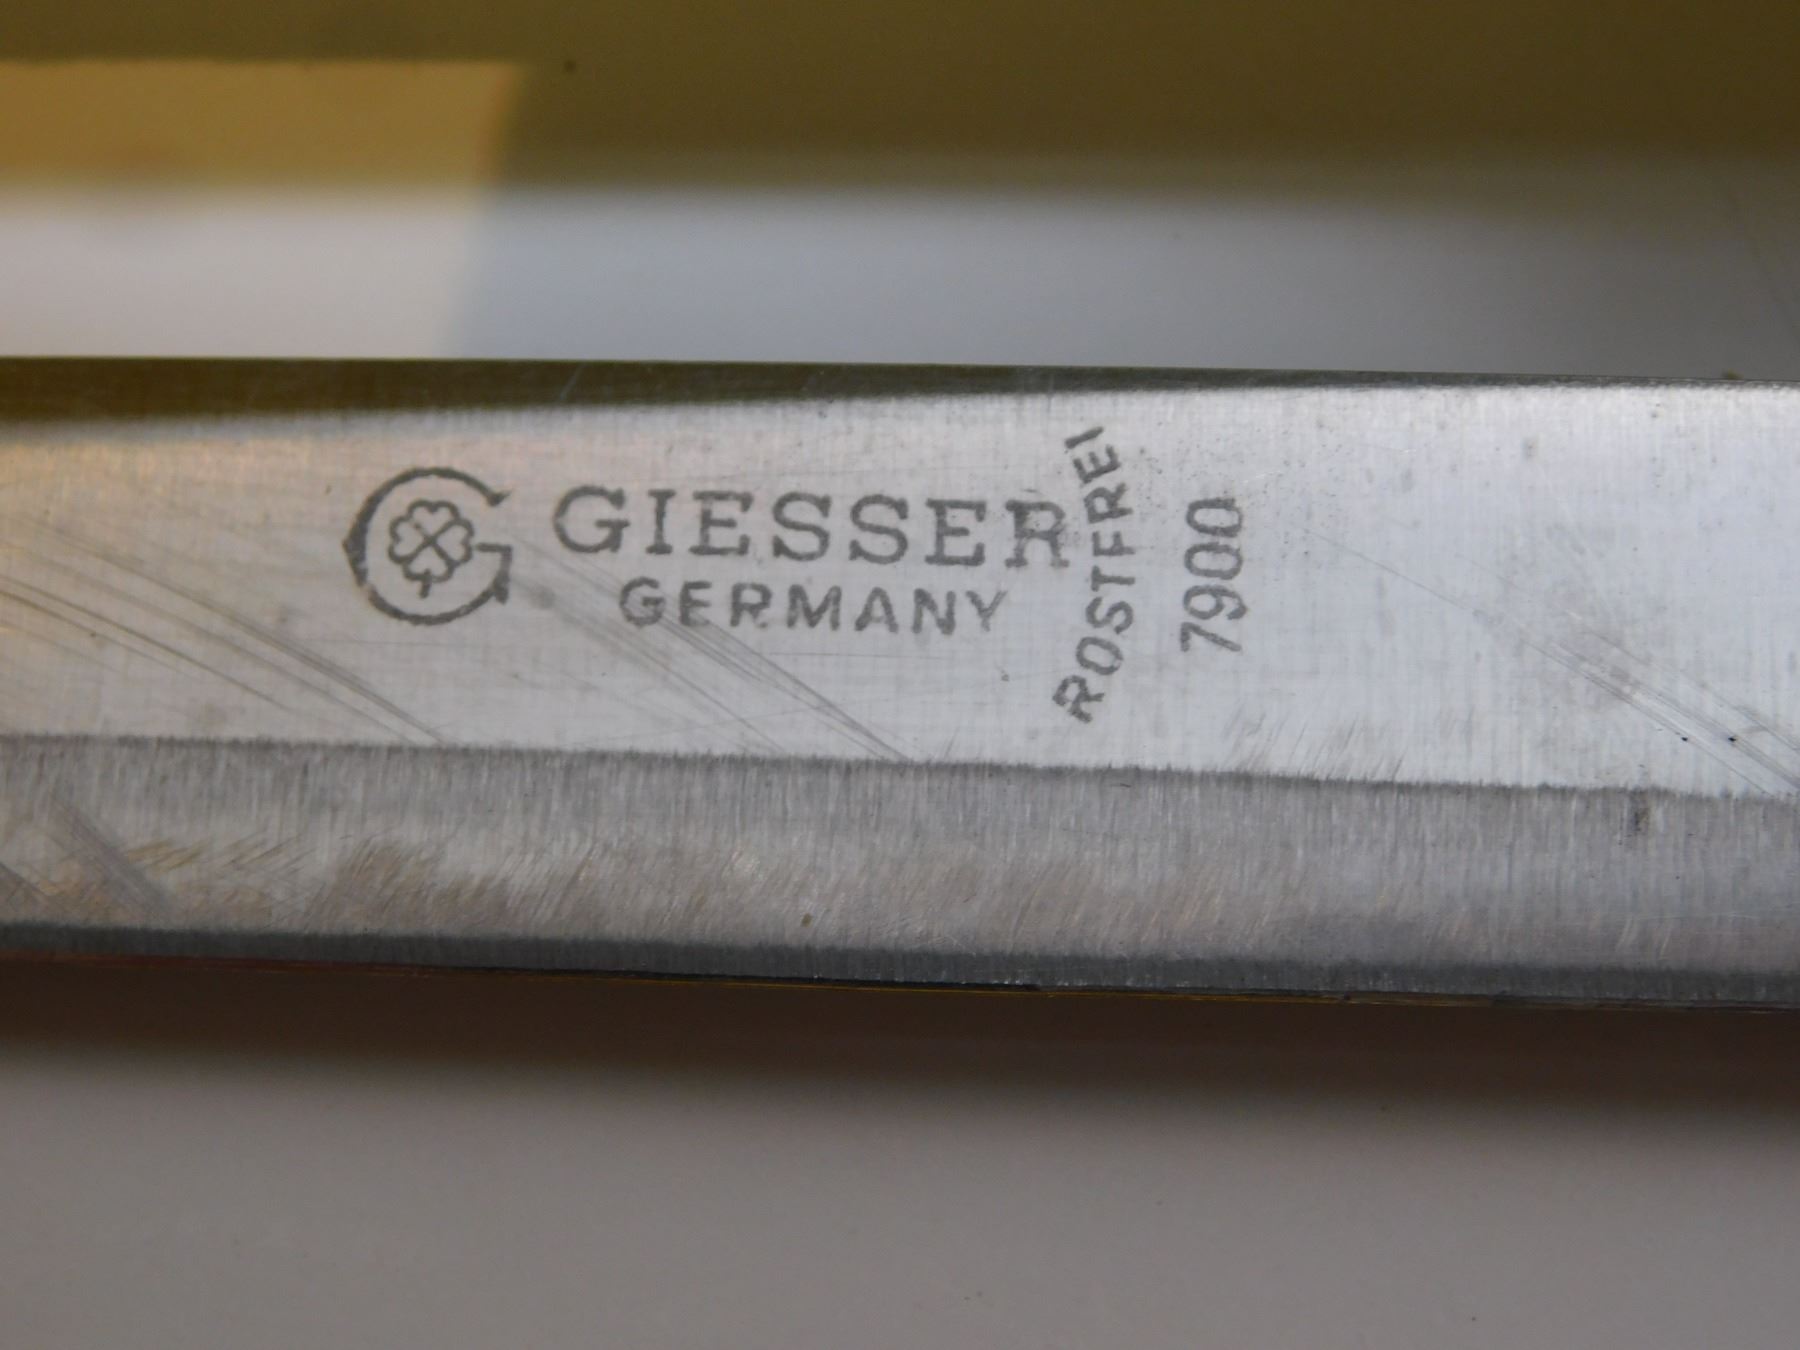 GIESSER
GERMANY
ROSTFREI
7900